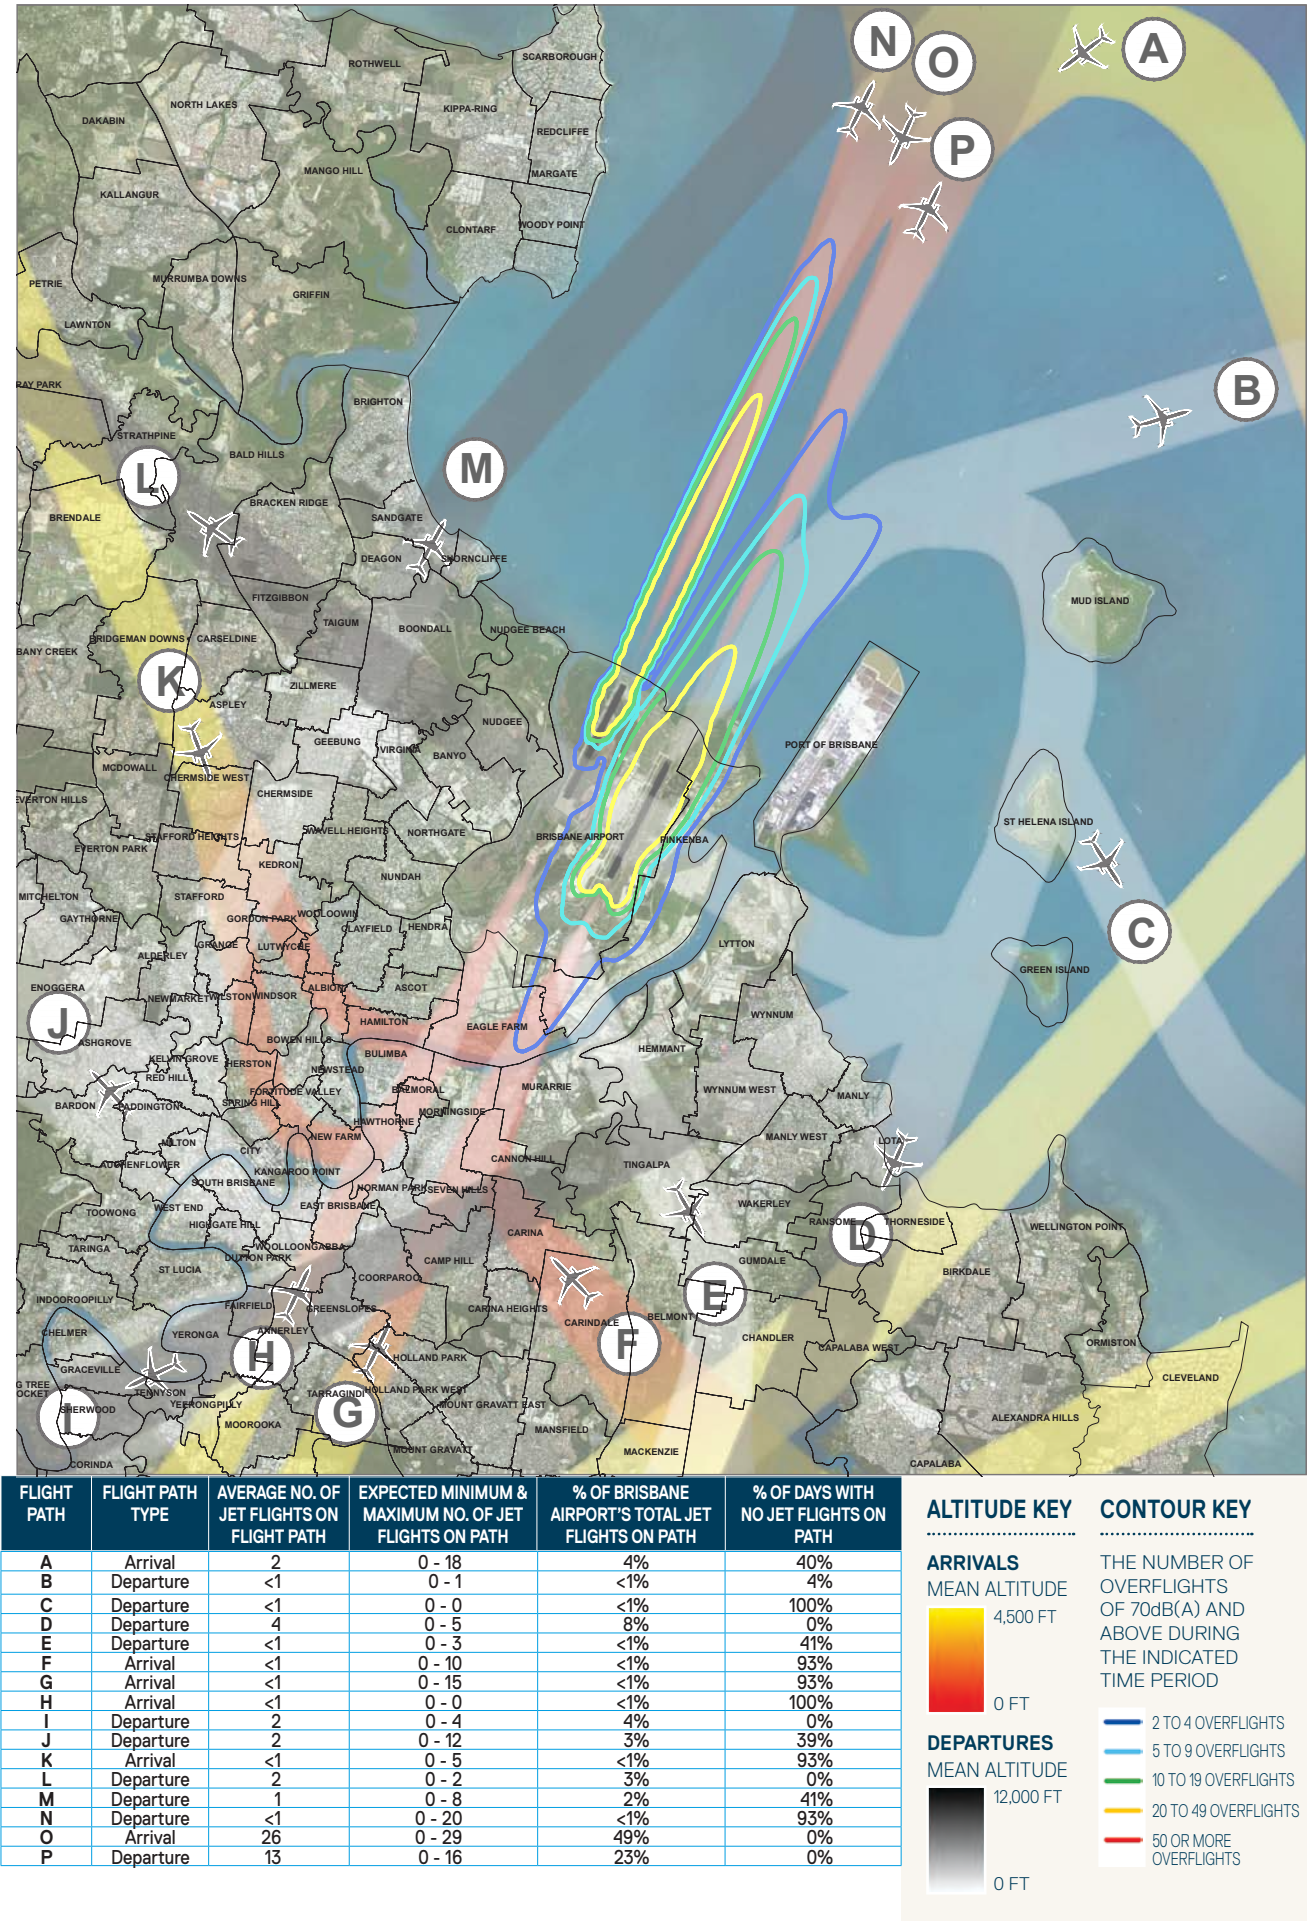 N
O
A
P
B
M
L
K
C
J
D
E
F
H
G
I
SCARBOROUGH
ROTHWELL
NORTH LAKES
KIPPA-RING
DAKABIN
REDCLIFFE
MANGO HILL
MARGATE
KALLANGUR
WOODY POINT
CLONTARF
MURRUMBA DOWNS
PETRIE
GRIFFIN
LAWNTON
RAY PARK
BRIGHTON
STRATHPINE
BALD HILLS
BRACKEN RIDGE
BRENDALE
SANDGATE
DEAGON
SHORNCLIFFE
FITZGIBBON
MUD ISLAND
TAIGUM
BOONDALL
NUDGEE BEACH
BRIDGEMAN DOWNS
CARSELDINE
BANY CREEK
ZILLMERE
ASPLEY
NUDGEE
GEEBUNG
VIRGINIA
BANYO
PORT OF BRISBANE
MCDOWALL
CHERMSIDE WEST
CHERMSIDE
EVERTON HILLS
ST HELENA ISLAND
STAFFORD HEIGHTS
WAVELL HEIGHTS
NORTHGATE
BRISBANE AIRPORT
PINKENBA
EVERTON PARK
KEDRON
NUNDAH
MITCHELTON
STAFFORD
GAYTHORNE
GORDON PARK
WOOLOOWIN
CLAYFIELD
HENDRA
GRANGE
LUTWYCHE
LYTTON
ALDERLEY
GREEN ISLAND
ENOGGERA
ALBION
ASCOT
NEWMARKET
WILSTON
WINDSOR
WYNNUM
HAMILTON
EAGLE FARM
ASHGROVE
BOWEN HILLS
BULIMBA
HEMMANT
KELVIN GROVE
HERSTON
NEWSTEAD
RED HILL
FORTITUDE VALLEY
BALMORAL
MURARRIE
WYNNUM WEST
MANLY
BARDON
PADDINGTON
SPRING HILL
MORNINGSIDE
HAWTHORNE
MILTON
NEW FARM
MANLY WEST
LOTA
CITY
AUCHENFLOWER
KANGAROO POINT
CANNON HILL
TINGALPA
SOUTH BRISBANE
NORMAN PARK
SEVEN HILLS
WEST END
EAST BRISBANE
WAKERLEY
TOOWONG
HIGHGATE HILL
RANSOME
THORNESIDE
WELLINGTON POINT
CARINA
TARINGA
WOOLLOONGABBA
DUTTON PARK
CAMP HILL
GUMDALE
ST LUCIA
COORPAROO
BIRKDALE
INDOOROOPILLY
FAIRFIELD
GREENSLOPES
CARINA HEIGHTS
CARINDALE
BELMONT
CHELMER
YERONGA
ANNERLEY
CHANDLER
CAPALABA WEST
ORMISTON
GRACEVILLE
HOLLAND PARK
CLEVELAND
G TREE
OCKET
TENNYSON
TARRAGINDI
HOLLAND PARK WEST
SHERWOOD
YEERONGPILLY
MOUNT GRAVATT EAST
MOOROOKA
MANSFIELD
ALEXANDRA HILLS
MOUNT GRAVATT
MACKENZIE
CORINDA
CAPALABA
FLIGHT PATH | FLIGHT PATH TYPE | AVERAGE NO. OF JET FLIGHTS ON FLIGHT PATH | EXPECTED MINIMUM & MAXIMUM NO. OF JET FLIGHTS ON PATH | % OF BRISBANE AIRPORT'S TOTAL JET FLIGHTS ON PATH | % OF DAYS WITH NO JET FLIGHTS ON PATH
A Arrival 2 0 - 18 4% 40%
B Departure <1 0 - 1 <1% 4%
C Departure <1 0 - 0 <1% 100%
D Departure 4 0 - 5 8% 0%
E Departure <1 0 - 3 <1% 41%
F Arrival <1 0 - 10 <1% 93%
G Arrival <1 0 - 15 <1% 93%
H Arrival <1 0 - 0 <1% 100%
I Departure 2 0 - 4 4% 0%
J Departure 2 0 - 12 3% 39%
K Arrival <1 0 - 5 <1% 93%
L Departure 2 0 - 2 3% 0%
M Departure 1 0 - 8 2% 41%
N Departure <1 0 - 20 <1% 93%
O Arrival 26 0 - 29 49% 0%
P Departure 13 0 - 16 23% 0%
ALTITUDE KEY
ARRIVALS
MEAN ALTITUDE
4,500 FT
0 FT
DEPARTURES
MEAN ALTITUDE
12,000 FT
0 FT
CONTOUR KEY
THE NUMBER OF
OVERFLIGHTS
OF 70dB(A) AND
ABOVE DURING
THE INDICATED
TIME PERIOD
2 TO 4 OVERFLIGHTS
5 TO 9 OVERFLIGHTS
10 TO 19 OVERFLIGHTS
20 TO 49 OVERFLIGHTS
50 OR MORE
OVERFLIGHTS